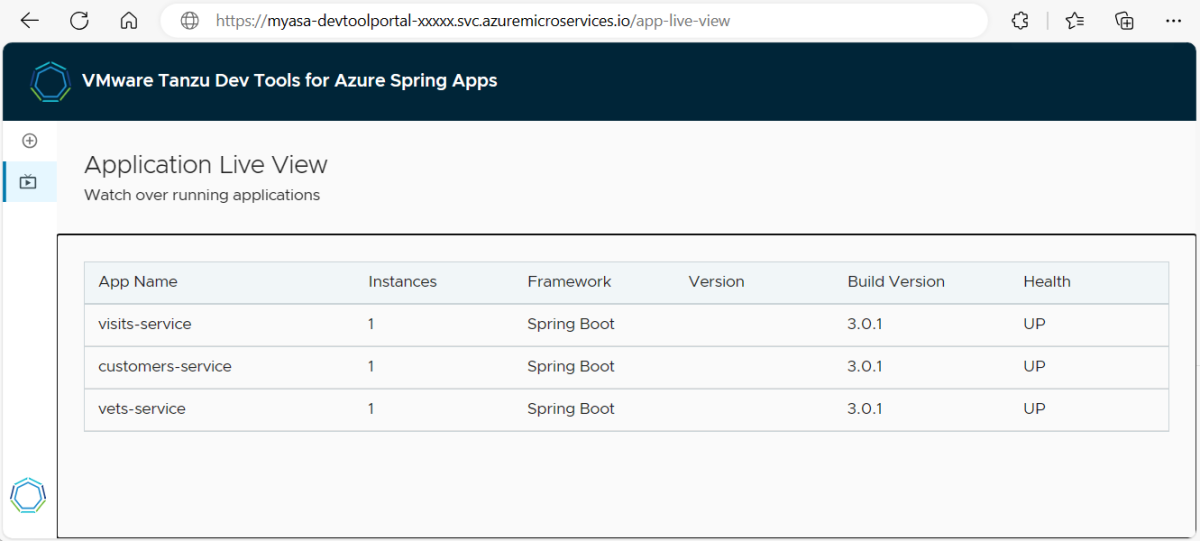 https://myasa-devtoolportal-xxxxx.svc.azuremicroservices.io/app-live-view
VMware Tanzu Dev Tools for Azure Spring Apps
Application Live View
Watch over running applications
App Name Instances Framework Version Build Version Health
visits-service 1 Spring Boot 3.0.1 UP
customers-service 1 Spring Boot 3.0.1 UP
vets-service 1 Spring Boot 3.0.1 UP